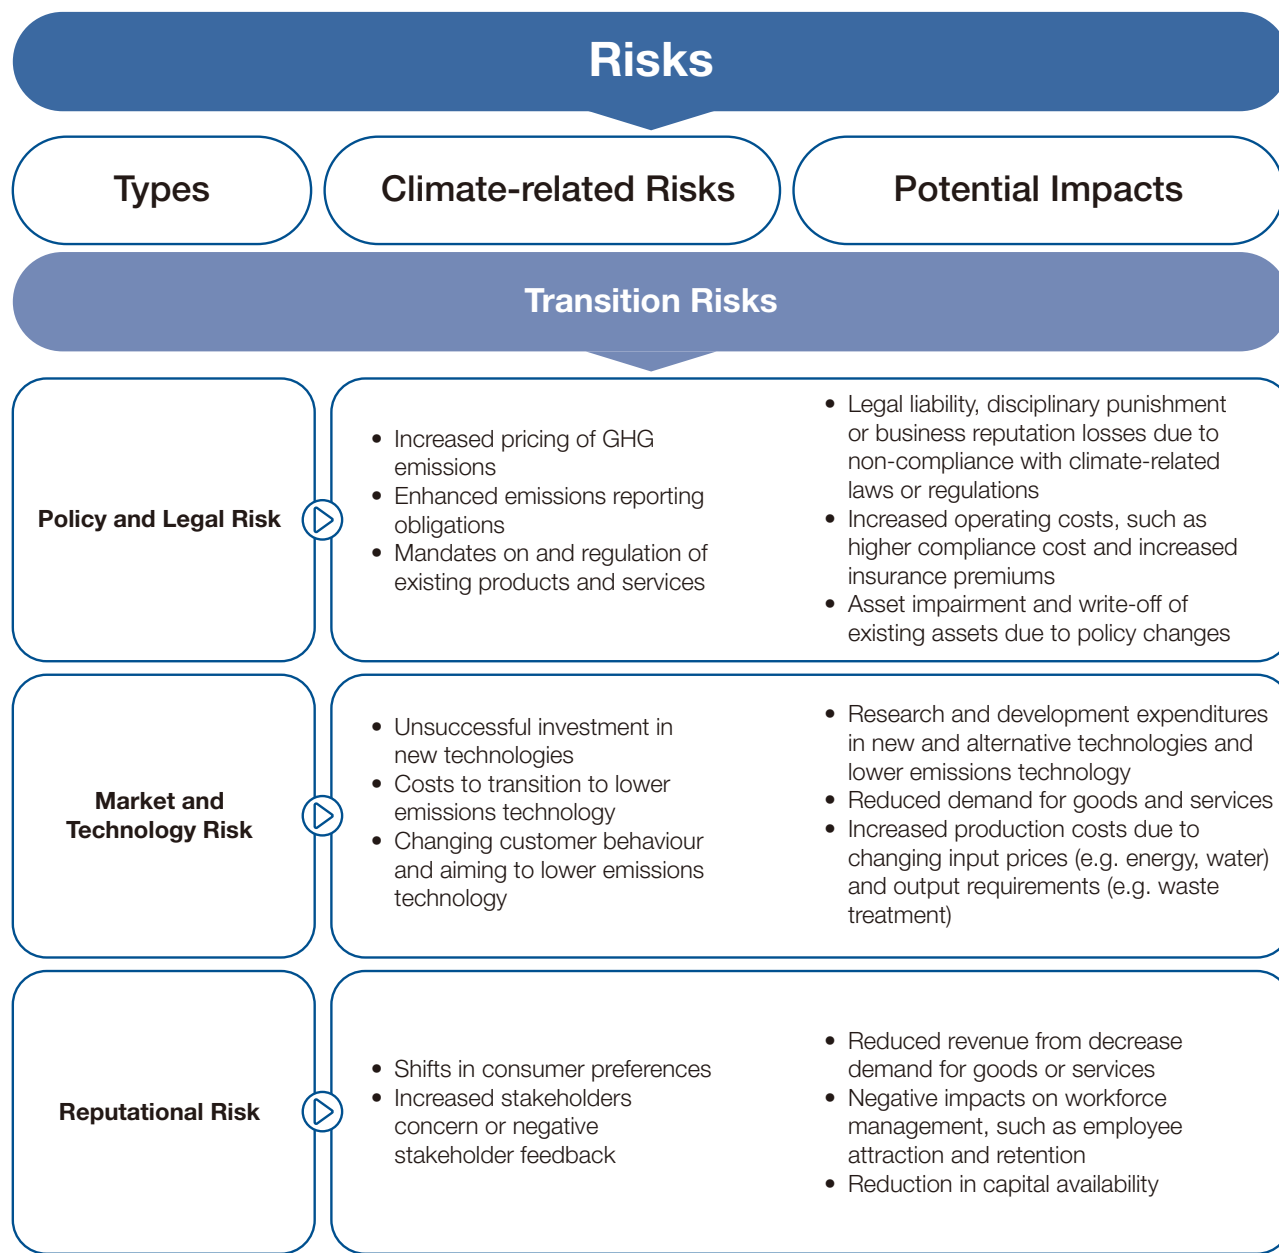 Risks
Types
Climate-related Risks
Potential Impacts
Transition Risks
Policy and Legal Risk
• Increased pricing of GHG
emissions
• Enhanced emissions reporting
obligations
• Mandates on and regulation of
existing products and services
• Legal liability, disciplinary punishment
or business reputation losses due to
non-compliance with climate-related
laws or regulations
• Increased operating costs, such as
higher compliance cost and increased
insurance premiums
• Asset impairment and write-off of
existing assets due to policy changes
Market and
Technology Risk
• Unsuccessful investment in
new technologies
• Costs to transition to lower
emissions technology
• Changing customer behaviour
and aiming to lower emissions
technology
• Research and development expenditures
in new and alternative technologies and
lower emissions technology
• Reduced demand for goods and services
• Increased production costs due to
changing input prices (e.g. energy, water)
and output requirements (e.g. waste
treatment)
Reputational Risk
• Shifts in consumer preferences
• Increased stakeholders
concern or negative
stakeholder feedback
• Reduced revenue from decrease
demand for goods or services
• Negative impacts on workforce
management, such as employee
attraction and retention
• Reduction in capital availability